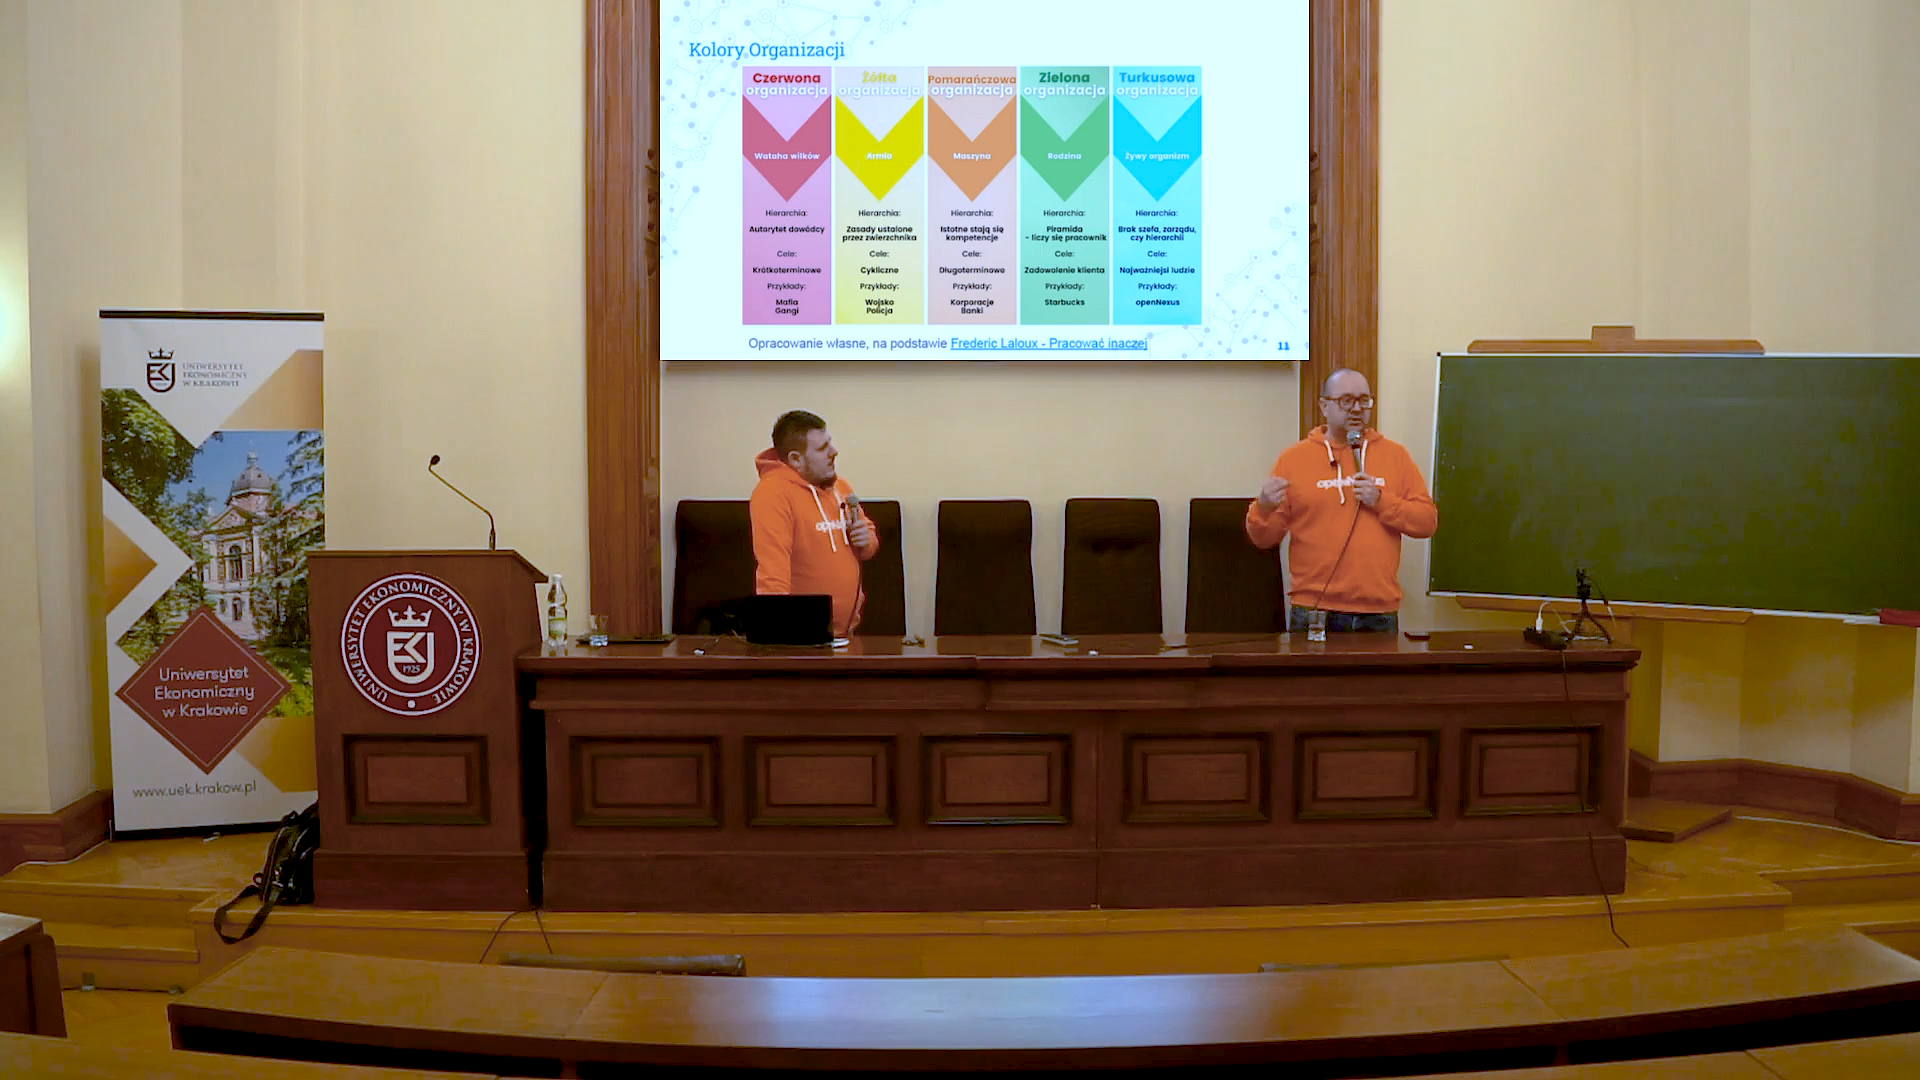 Kolory Organizacji
Czerwona
organizacja
Wataha wilków
Hierarchia:
Autorytet dowódcy
Cele:
Krótkoterminowe
Przykłady:
Mafia
Gangi
Żółta
organizacja
Armia
Hierarchia:
Zasady ustalone
przez zwierzchnika
Cele:
Cykliczne
Przykłady:
Wojsko
Policja
Pomarańczowa
organizacja
Maszyna
Hierarchia:
Istotne stają się
kompetencje
Cele:
Długoterminowe
Przykłady:
Korporacje
Banki
Zielona
organizacja
Rodzina
Hierarchia:
Piramida
- liczy się pracownik
Cele:
Zadowolenie klienta
Przykłady:
Starbucks
Turkusowa
organizacja
Żywy organizm
Hierarchia:
Brak szefa, zarządu,
czy hierarchii
Cele:
Najważniejsi ludzie
Przykłady:
openNexus
Opracowanie własne, na podstawie Frederic Laloux - Pracować inaczej
11
UNIWERSYTET
EKONOMICZNY
W KRAKOWIE
Uniwersytet
Ekonomiczny
w Krakowie
www.uek.krakow.pl
UNIWERSYTET EKONOMICZNY W KRAKOWIE
1925